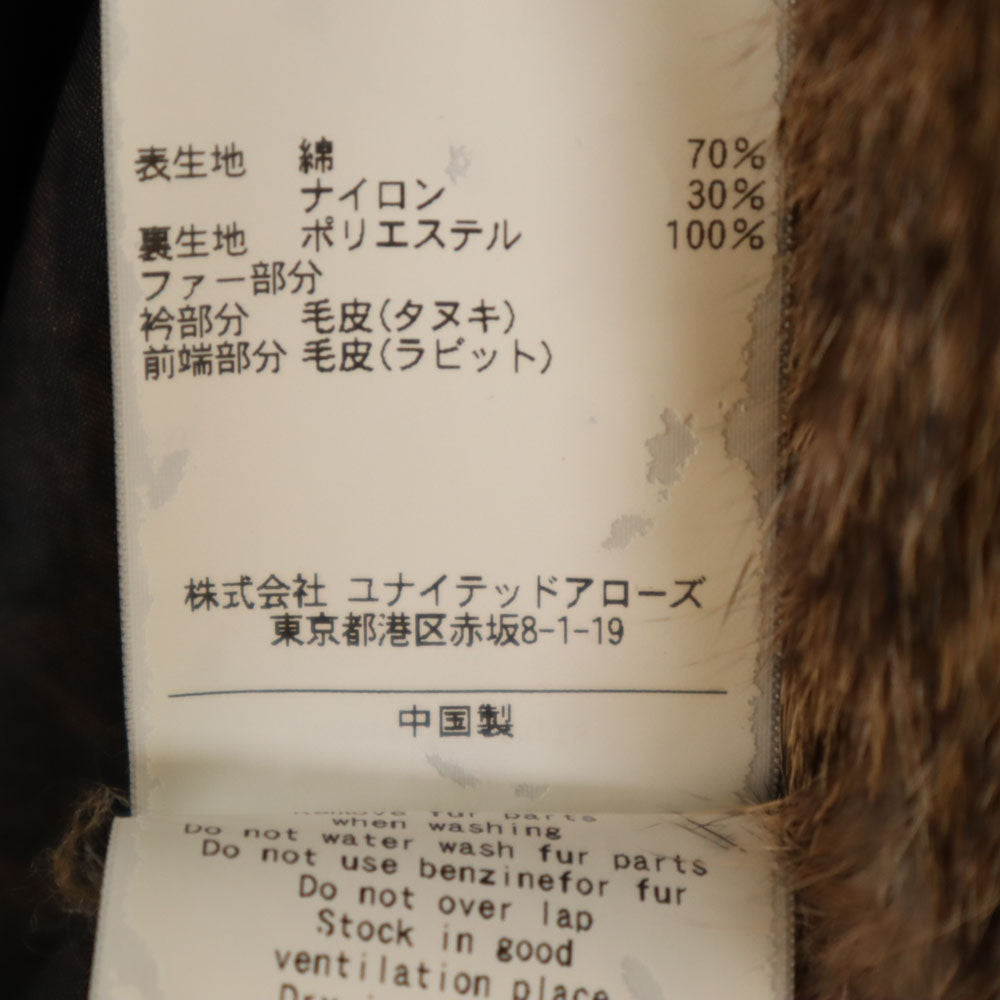 表生地 綿 70%
ナイロン 30%
裏生地 ポリエステル 100%
ファー部分
衿部分 毛皮(タヌキ)
前端部分 毛皮(ラビット)
株式会社 ユナイテッドアローズ
東京都港区赤坂8-1-19
中国製
Remove fur parts
when washing
Do not water wash fur parts
Do not use benzinefor fur
Do not over lap
Stock in good
ventilation place